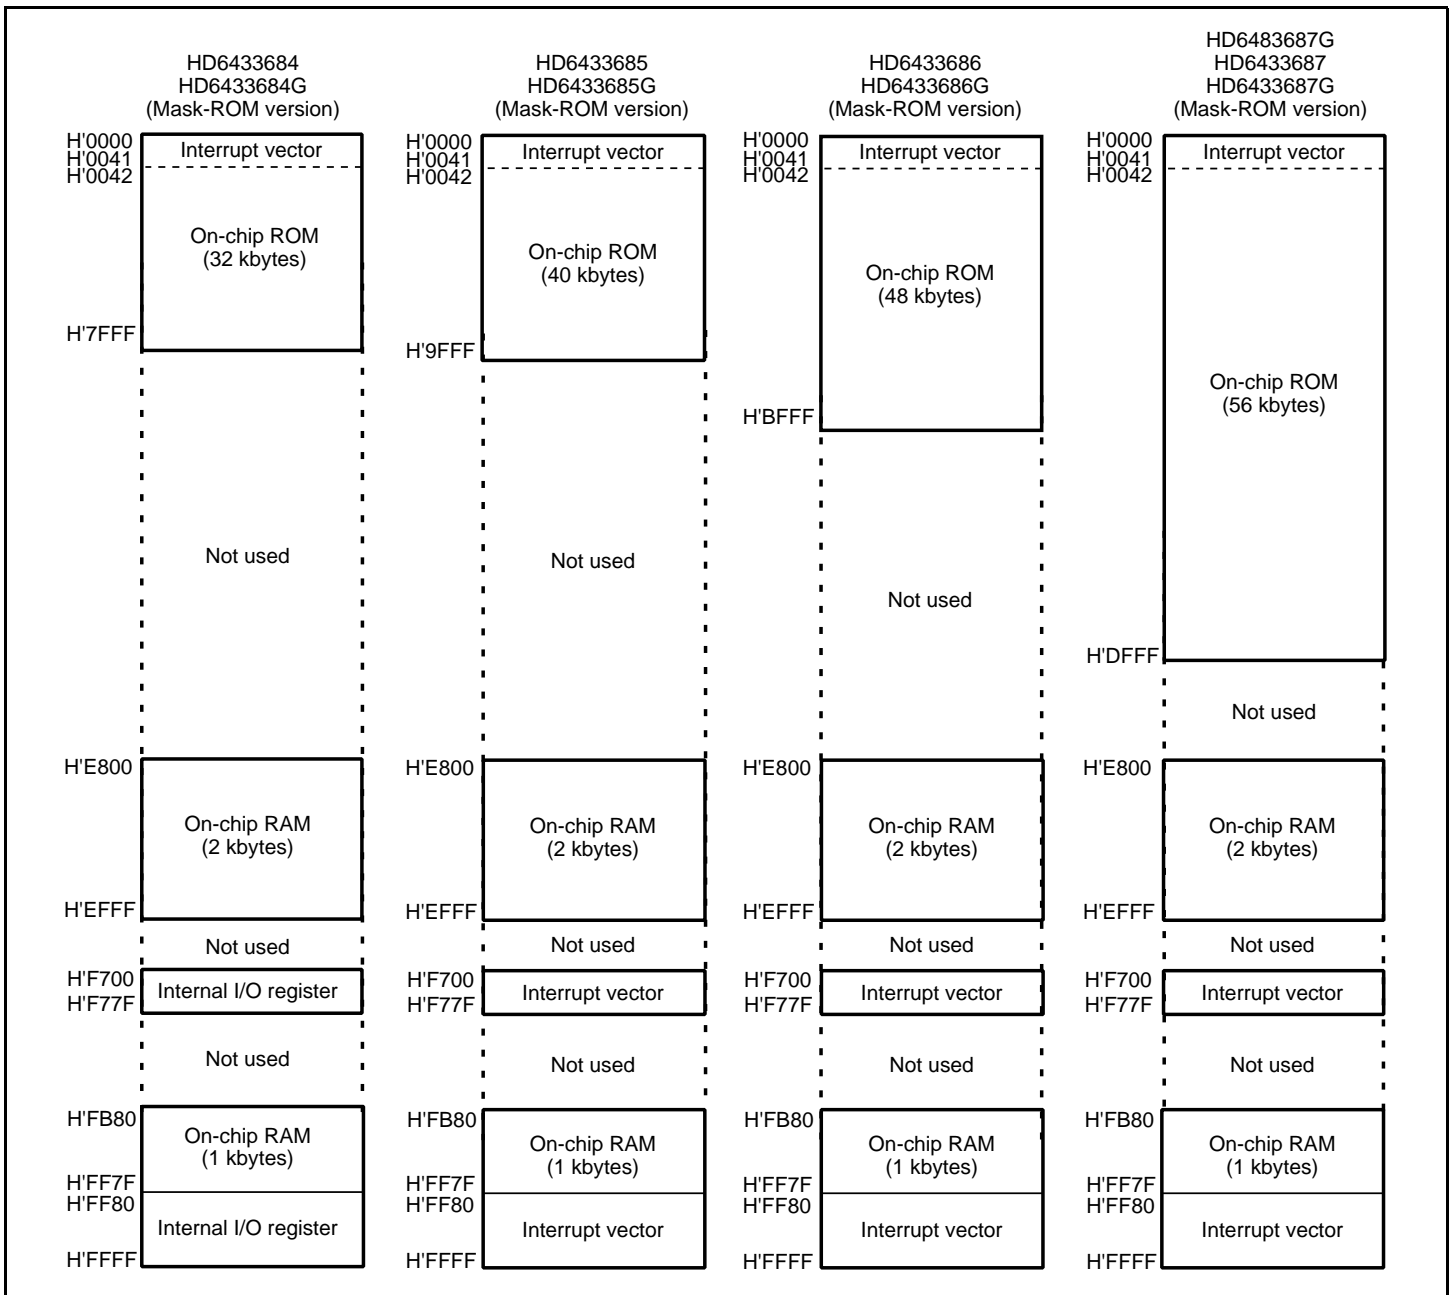 HD6433684
HD6433684G
(Mask-ROM version)
H'0000
H'0041
H'0042
Interrupt vector
On-chip ROM
(32 kbytes)
H'7FFF
Not used
H'E800
On-chip RAM
(2 kbytes)
H'EFFF
Not used
H'F700
H'F77F
Internal I/O register
Not used
H'FB80
On-chip RAM
(1 kbytes)
H'FF7F
H'FF80
Internal I/O register
H'FFFF
HD6433685
HD6433685G
(Mask-ROM version)
H'0000
H'0041
H'0042
Interrupt vector
On-chip ROM
(40 kbytes)
H'9FFF
Not used
H'E800
On-chip RAM
(2 kbytes)
H'EFFF
Not used
H'F700
H'F77F
Interrupt vector
Not used
H'FB80
On-chip RAM
(1 kbytes)
H'FF7F
H'FF80
Interrupt vector
H'FFFF
HD6433686
HD6433686G
(Mask-ROM version)
H'0000
H'0041
H'0042
Interrupt vector
On-chip ROM
(48 kbytes)
H'BFFF
Not used
H'E800
On-chip RAM
(2 kbytes)
H'EFFF
Not used
H'F700
H'F77F
Interrupt vector
Not used
H'FB80
On-chip RAM
(1 kbytes)
H'FF7F
H'FF80
Interrupt vector
H'FFFF
HD6483687G
HD6433687
HD6433687G
(Mask-ROM version)
H'0000
H'0041
H'0042
Interrupt vector
On-chip ROM
(56 kbytes)
H'DFFF
Not used
H'E800
On-chip RAM
(2 kbytes)
H'EFFF
Not used
H'F700
H'F77F
Interrupt vector
Not used
H'FB80
On-chip RAM
(1 kbytes)
H'FF7F
H'FF80
Interrupt vector
H'FFFF